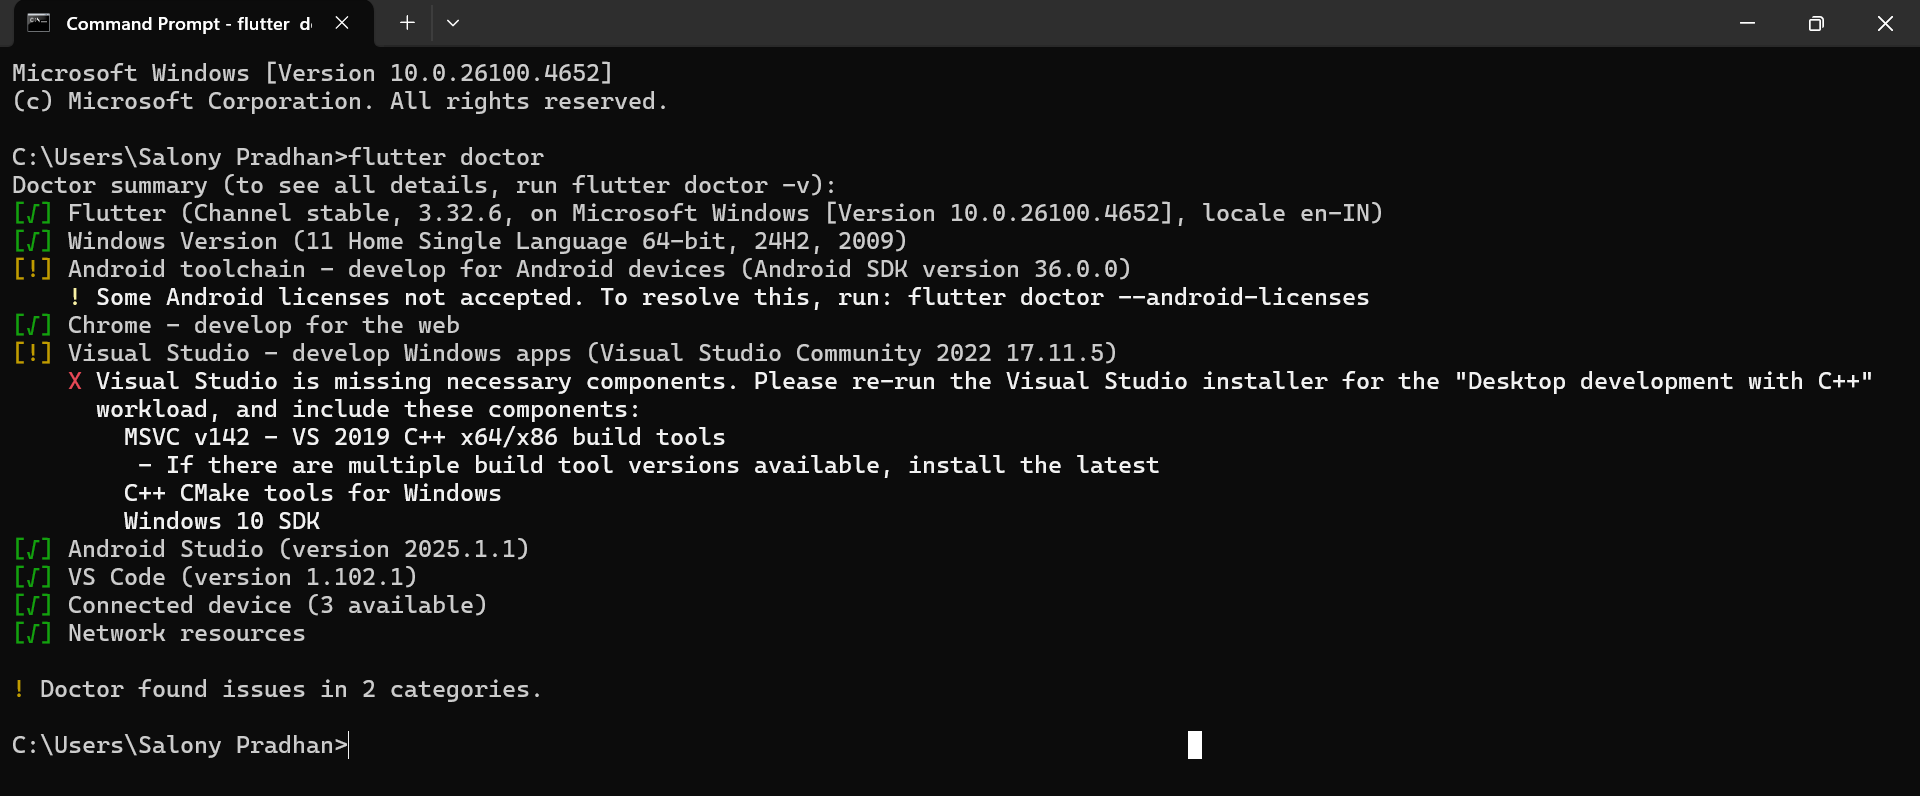 Command Prompt - flutter d
Microsoft Windows [Version 10.0.26100.4652]
(c) Microsoft Corporation. All rights reserved.
C:\Users\Salony Pradhan>flutter doctor
Doctor summary (to see all details, run flutter doctor -v):
[√] Flutter (Channel stable, 3.32.6, on Microsoft Windows [Version 10.0.26100.4652], locale en-IN)
[√] Windows Version (11 Home Single Language 64-bit, 24H2, 2009)
[!] Android toolchain - develop for Android devices (Android SDK version 36.0.0)
! Some Android licenses not accepted. To resolve this, run: flutter doctor --android-licenses
[√] Chrome - develop for the web
[!] Visual Studio - develop Windows apps (Visual Studio Community 2022 17.11.5)
X Visual Studio is missing necessary components. Please re-run the Visual Studio installer for the "Desktop development with C++"
workload, and include these components:
MSVC v142 - VS 2019 C++ x64/x86 build tools
- If there are multiple build tool versions available, install the latest
C++ CMake tools for Windows
Windows 10 SDK
[√] Android Studio (version 2025.1.1)
[√] VS Code (version 1.102.1)
[√] Connected device (3 available)
[√] Network resources
! Doctor found issues in 2 categories.
C:\Users\Salony Pradhan>